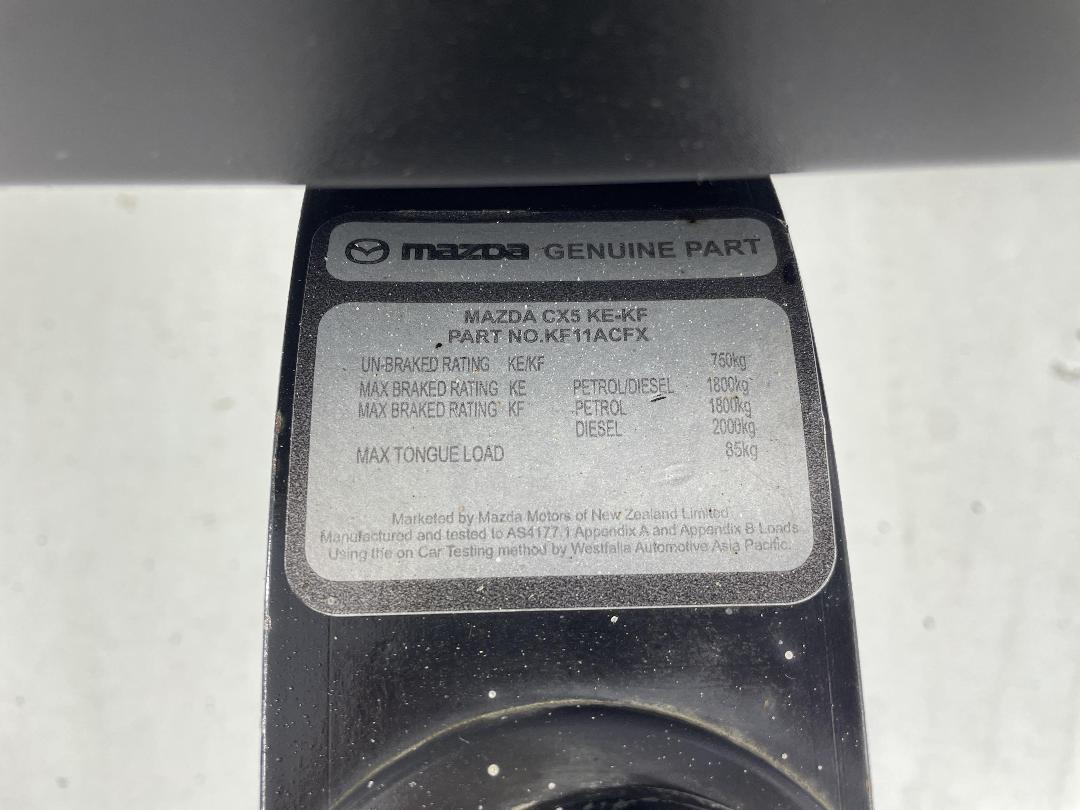 mazda GENUINE PART
MAZDA CX5 KE-KF
PART NO.KF11ACFX
UN-BRAKED RATING KE/KF 750kg
MAX BRAKED RATING KE PETROL/DIESEL 1800kg
MAX BRAKED RATING KF PETROL 1800kg
DIESEL 2000kg
MAX TONGUE LOAD 85kg
Marketed by Mazda Motors of New Zealand Limited
Manufactured and tested to AS4177.1 Appendix A and Appendix B Loads
Using the on Car Testing method by Westfalia Automotive Asia Pacific.